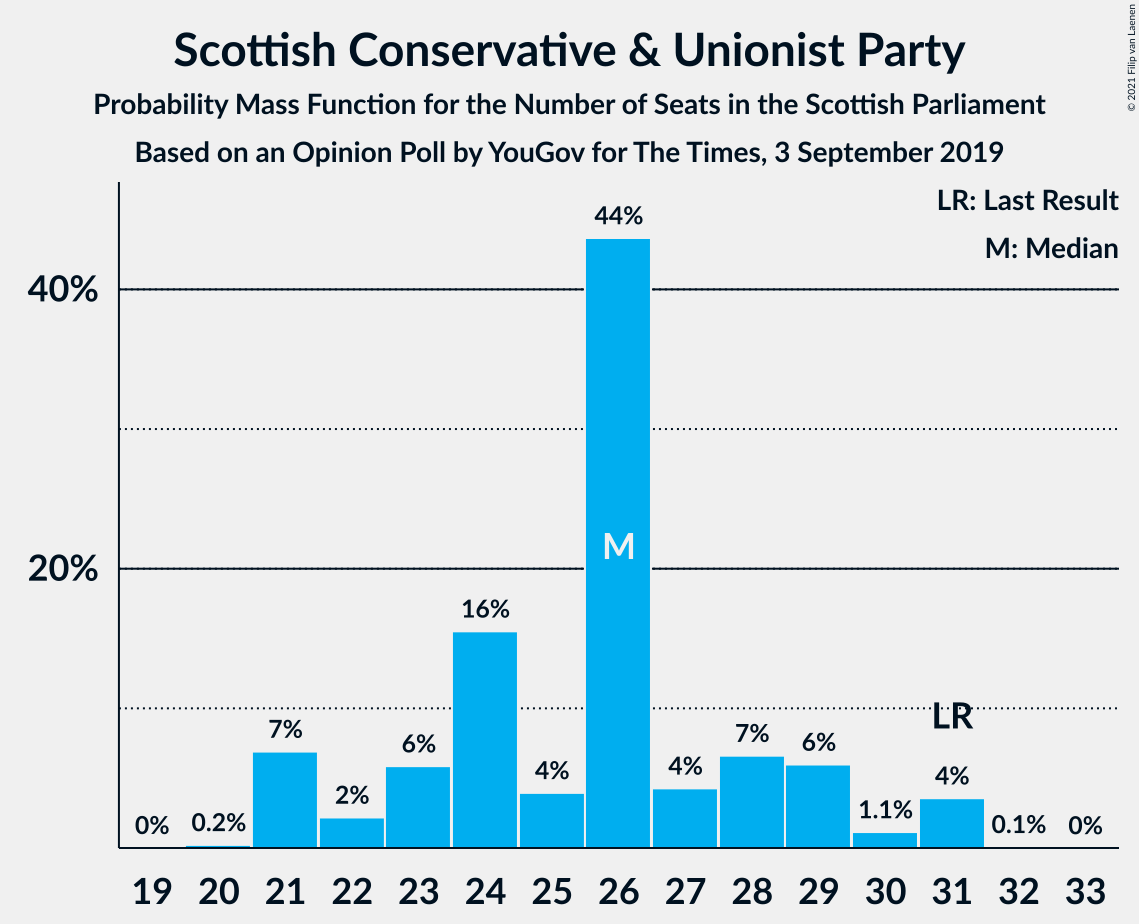 Scottish Conservative & Unionist Party
Probability Mass Function for the Number of Seats in the Scottish Parliament
Based on an Opinion Poll by YouGov for The Times, 3 September 2019
© 2021 Filip van Laenen
LR: Last Result
M: Median
40%
20%
0%
0.2%
7%
2%
6%
16%
4%
44%
M
4%
7%
6%
1.1%
LR
4%
0.1%
0%
19 20 21 22 23 24 25 26 27 28 29 30 31 32 33